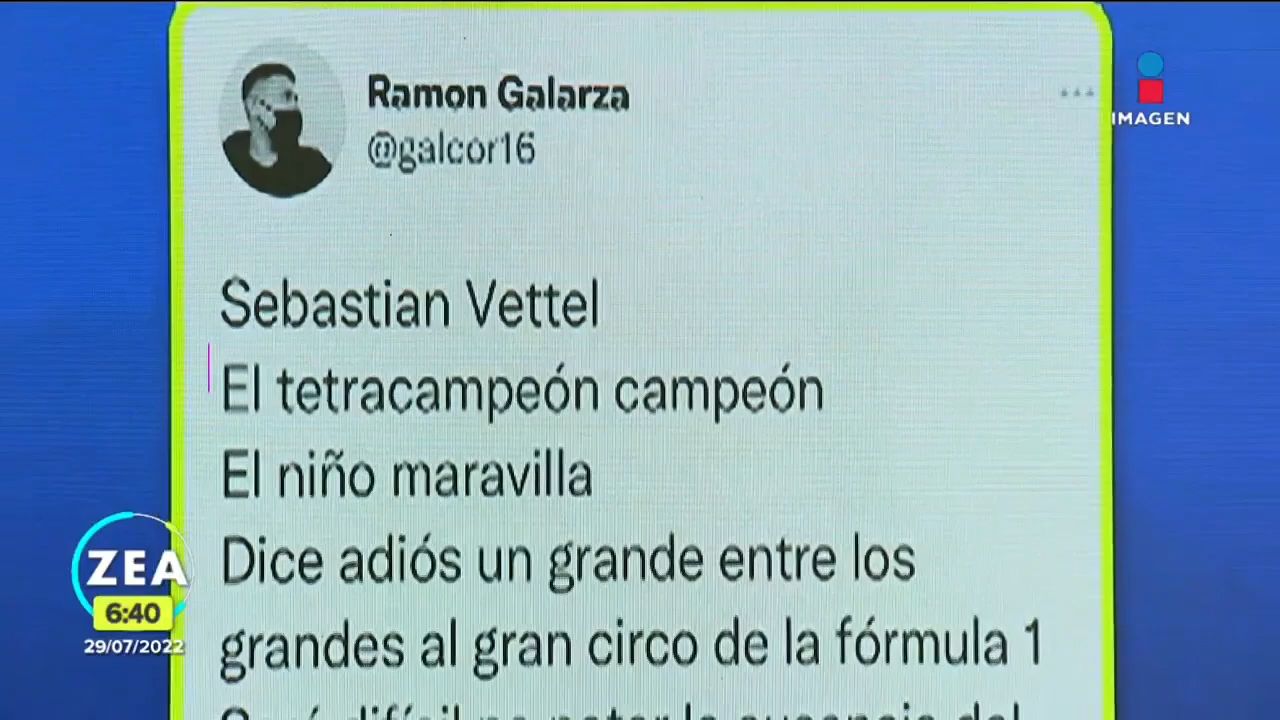 Ramon Galarza
@galcor16
IMAGEN
Sebastian Vettel
El tetracampeón campeón
El niño maravilla
Dice adiós un grande entre los
grandes al gran circo de la fórmula 1
ZEA
6:40
29/07/2022